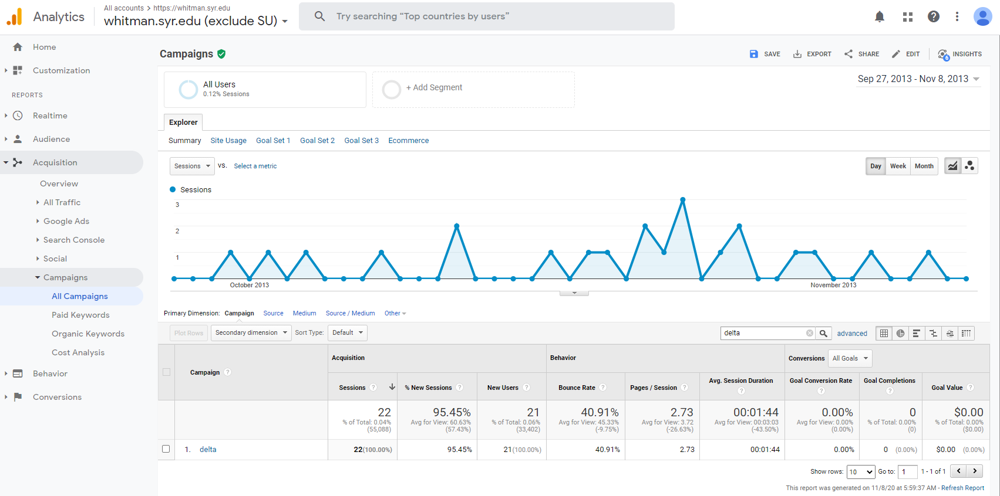 Analytics
All accounts > https://whitman.syr.edu
whitman.syr.edu (exclude SU)
Try searching “Top countries by users”
Home
Customization
REPORTS
Realtime
Audience
Acquisition
Overview
All Traffic
Google Ads
Search Console
Social
Campaigns
All Campaigns
Paid Keywords
Organic Keywords
Cost Analysis
Behavior
Conversions
Campaigns
SAVE EXPORT SHARE EDIT 6 INSIGHTS
All Users
0.12% Sessions
+ Add Segment
Sep 27, 2013 - Nov 8, 2013
Explorer
Summary Site Usage Goal Set 1 Goal Set 2 Goal Set 3 Ecommerce
Sessions VS. Select a metric
Day Week Month
Sessions
3
2
1
October 2013 November 2013
Primary Dimension: Campaign Source Medium Source / Medium Other
Plot Rows Secondary dimension Sort Type: Default delta advanced
Acquisition Behavior Conversions All Goals
Campaign ?
Sessions ? % New Sessions ? New Users ? Bounce Rate ? Pages / Session ? Avg. Session Duration ? Goal Conversion Rate ? Goal Completions ? Goal Value ?
22 95.45% 21 40.91% 2.73 00:01:44 0.00% 0 $0.00
% of Total: 0.04% Avg for View: 60.63% % of Total: 0.06% Avg for View: 45.33% Avg for View: 3.72 Avg for View: 00:03:03 Avg for View: 0.00% % of Total: 0.00% % of Total: 0.00%
(55,088) (57.43%) (33,402) (-9.75%) (-26.63%) (-43.50%) (0.00%) (0) ($0.00)
1. delta 22(100.00%) 95.45% 21(100.00%) 40.91% 2.73 00:01:44 0.00% 0 (0.00%) $0.00 (0.00%)
Show rows: 10 Go to: 1 1 - 1 of 1
This report was generated on 11/8/20 at 5:59:37 AM - Refresh Report